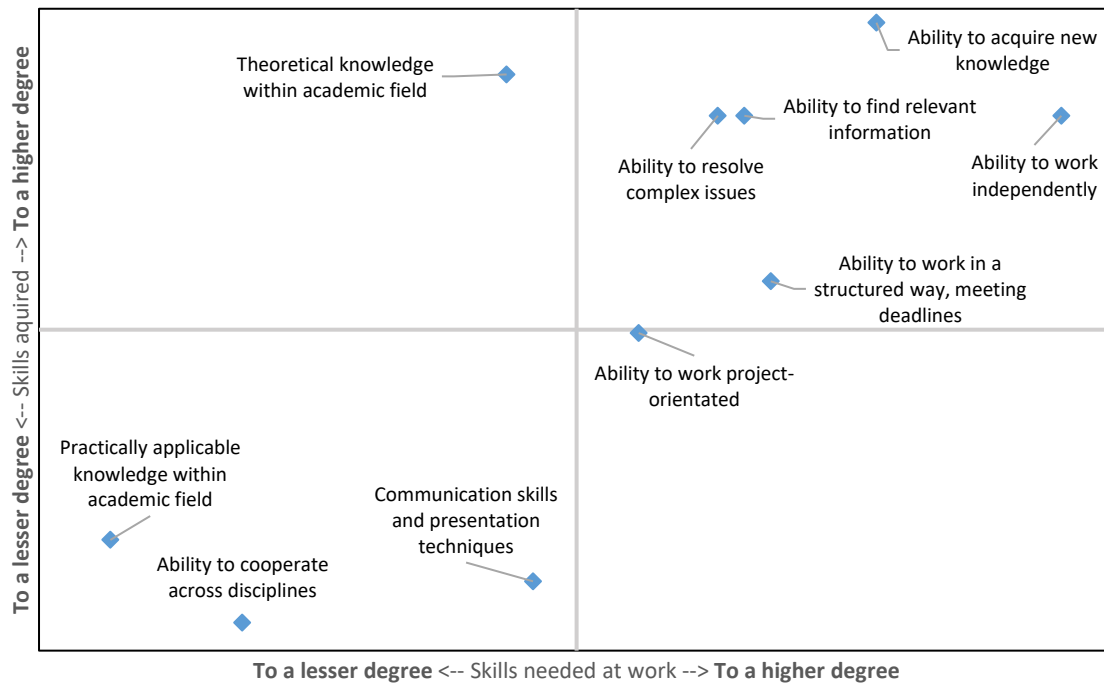 To a lesser degree <-- Skills aquired --> To a higher degree
Ability to acquire new
knowledge
Theoretical knowledge
within academic field
Ability to find relevant
information
Ability to resolve
complex issues
Ability to work
independently
Ability to work in a
structured way, meeting
deadlines
Ability to work project-
orientated
Practically applicable
knowledge within
academic field
Communication skills
and presentation
techniques
Ability to cooperate
across disciplines
To a lesser degree <-- Skills needed at work --> To a higher degree